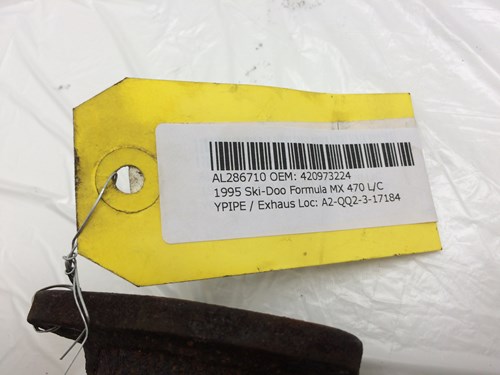 AL286710 OEM: 420973224
1995 Ski-Doo Formula MX 470 L/C
YPIPE / Exhaus Loc: A2-QQ2-3-17184